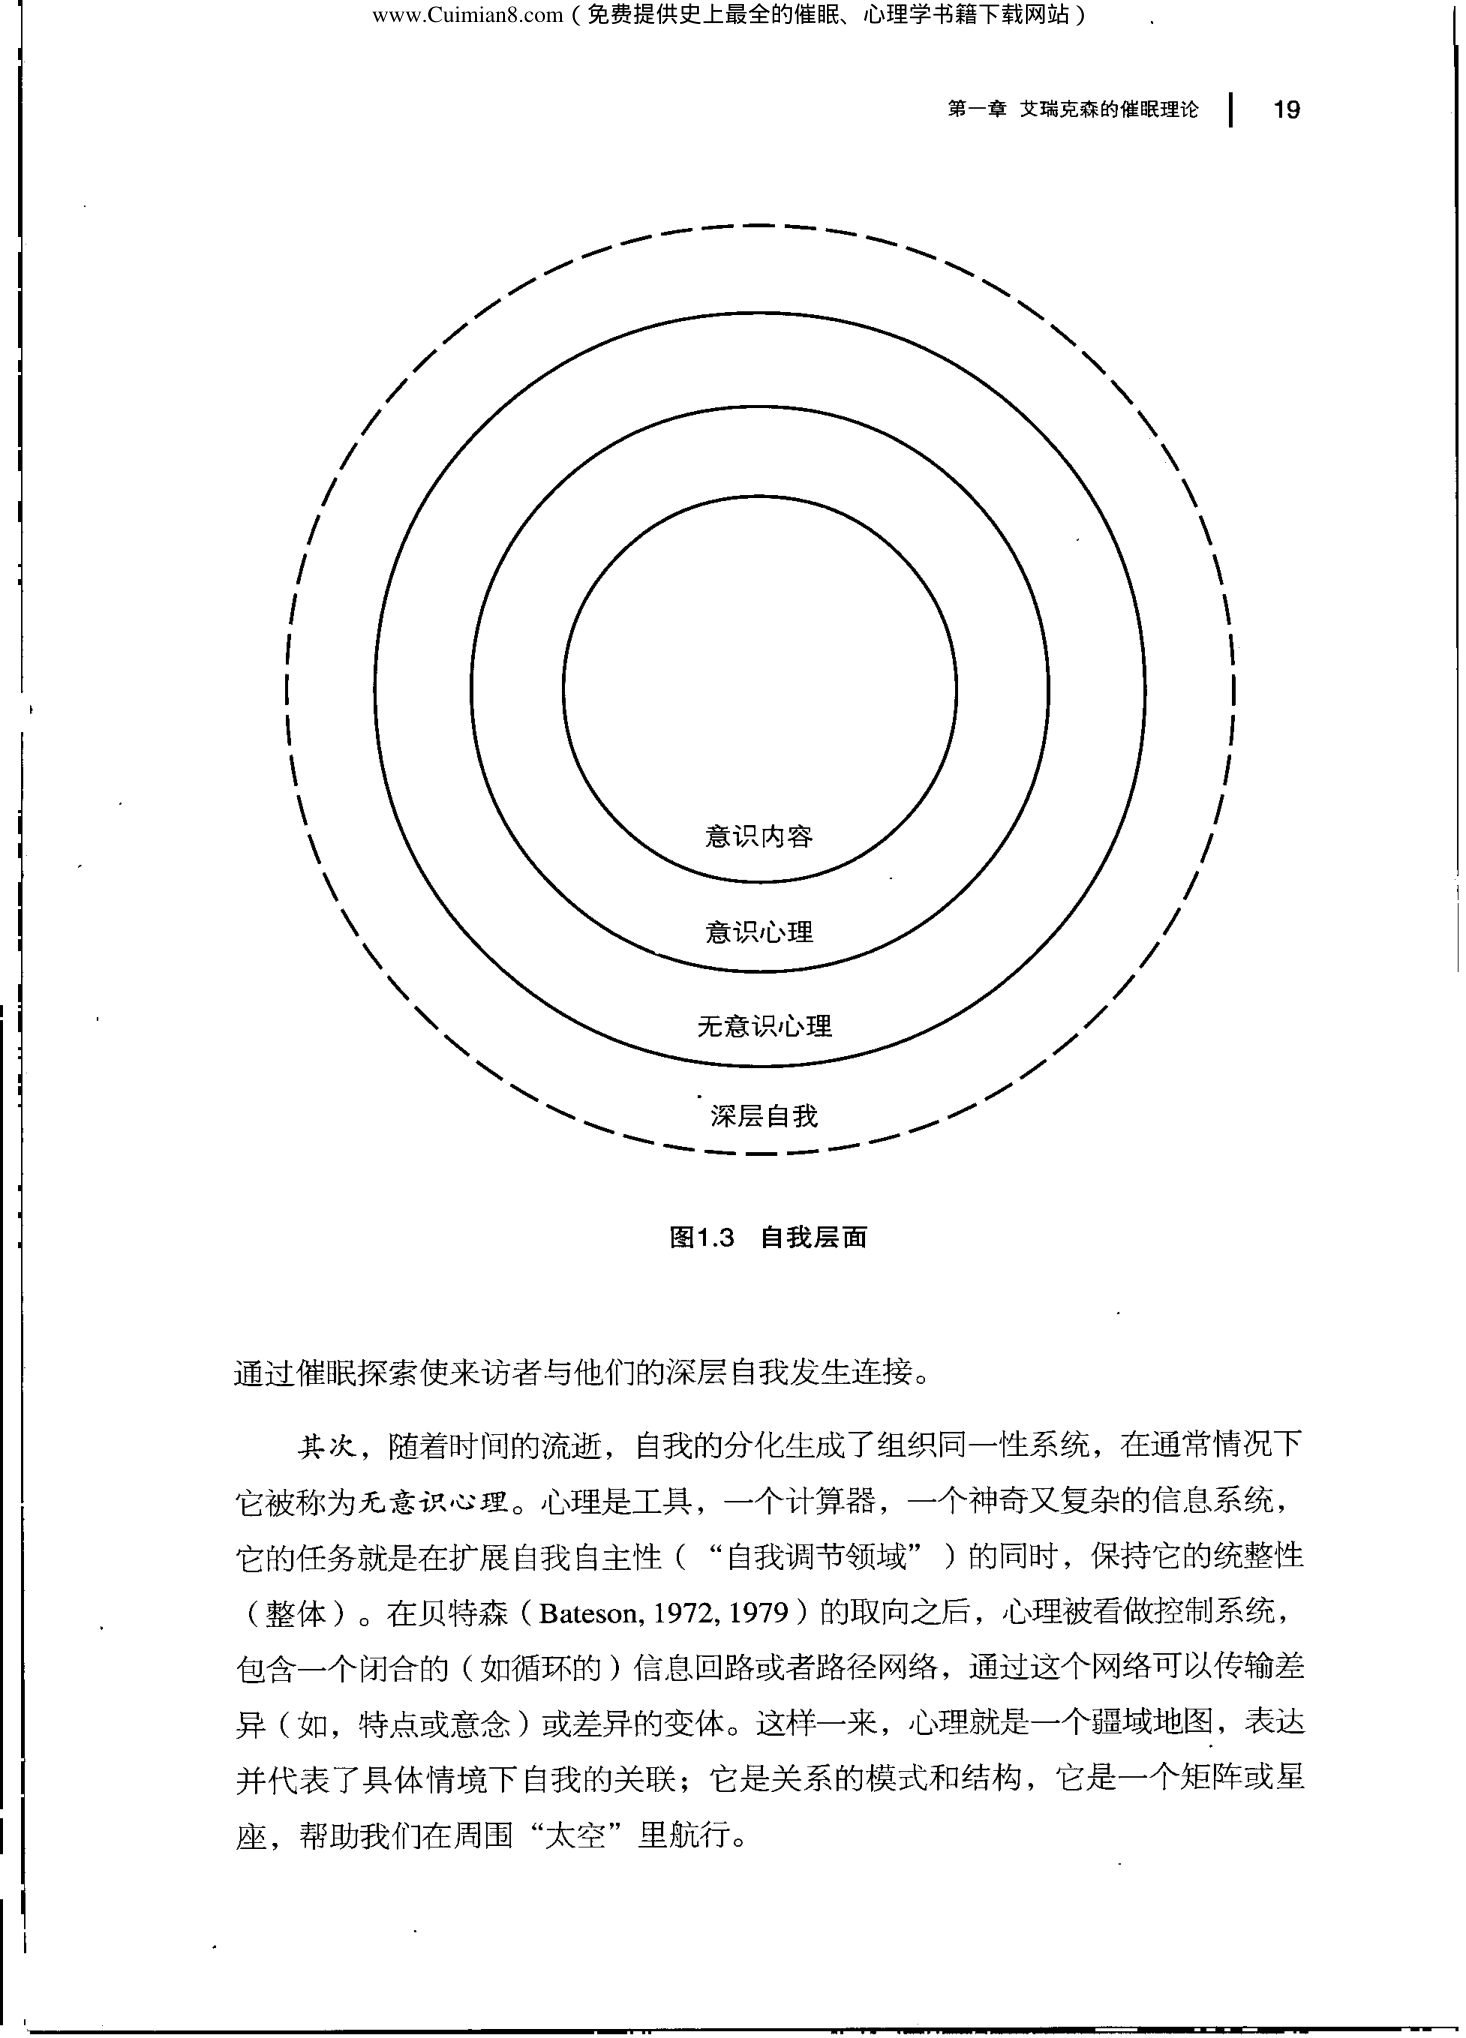 www.Cuimian8.com（免费提供史上最全的催眠、心理学书籍下载网站）
第一章 艾瑞克森的催眠理论 19
意识内容
意识心理
无意识心理
深层自我
图1.3 自我层面
通过催眠探索使来访者与他们的深层自我发生连接。
其次，随着时间的流逝，自我的分化生成了组织同一性系统，在通常情况下
它被称为无意识心理。心理是工具，一个计算器，一个神奇又复杂的信息系统，
它的任务就是在扩展自我自主性（“自我调节领域”）的同时，保持它的统整性
（整体）。在贝特森（Bateson, 1972, 1979）的取向之后，心理被看做控制系统，
包含一个闭合的（如循环的）信息回路或者路径网络，通过这个网络可以传输差
异（如，特点或意念）或差异的变体。这样一来，心理就是一个疆域地图，表达
并代表了具体情境下自我的关联；它是关系的模式和结构，它是一个矩阵或星
座，帮助我们在周围“太空”里航行。